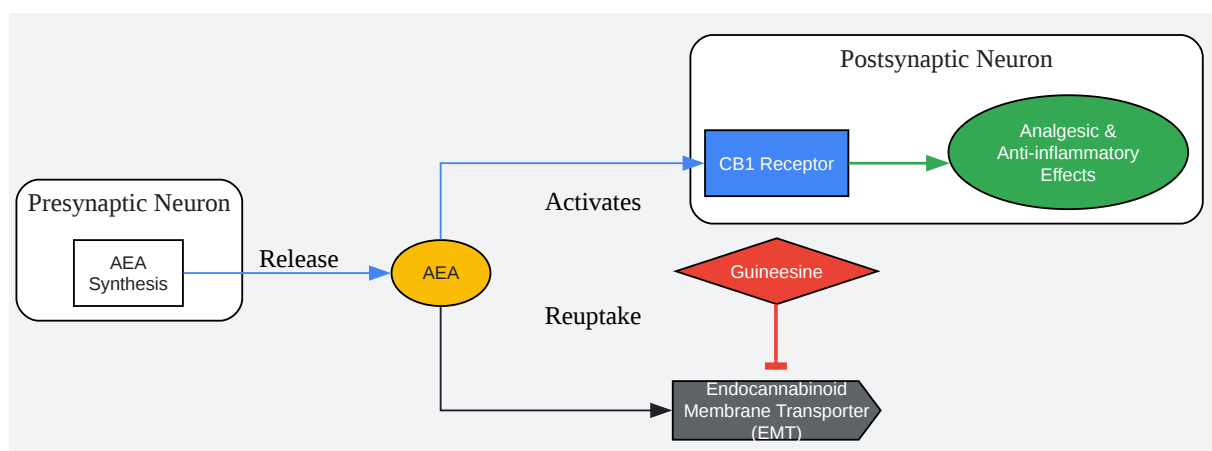 Postsynaptic Neuron
Analgesic &
Anti-inflammatory
Effects
CB1 Receptor
Activates
Presynaptic Neuron
AEA
Synthesis
Release
AEA
Guineesine
Reuptake
Endocannabinoid
Membrane Transporter
(EMT)